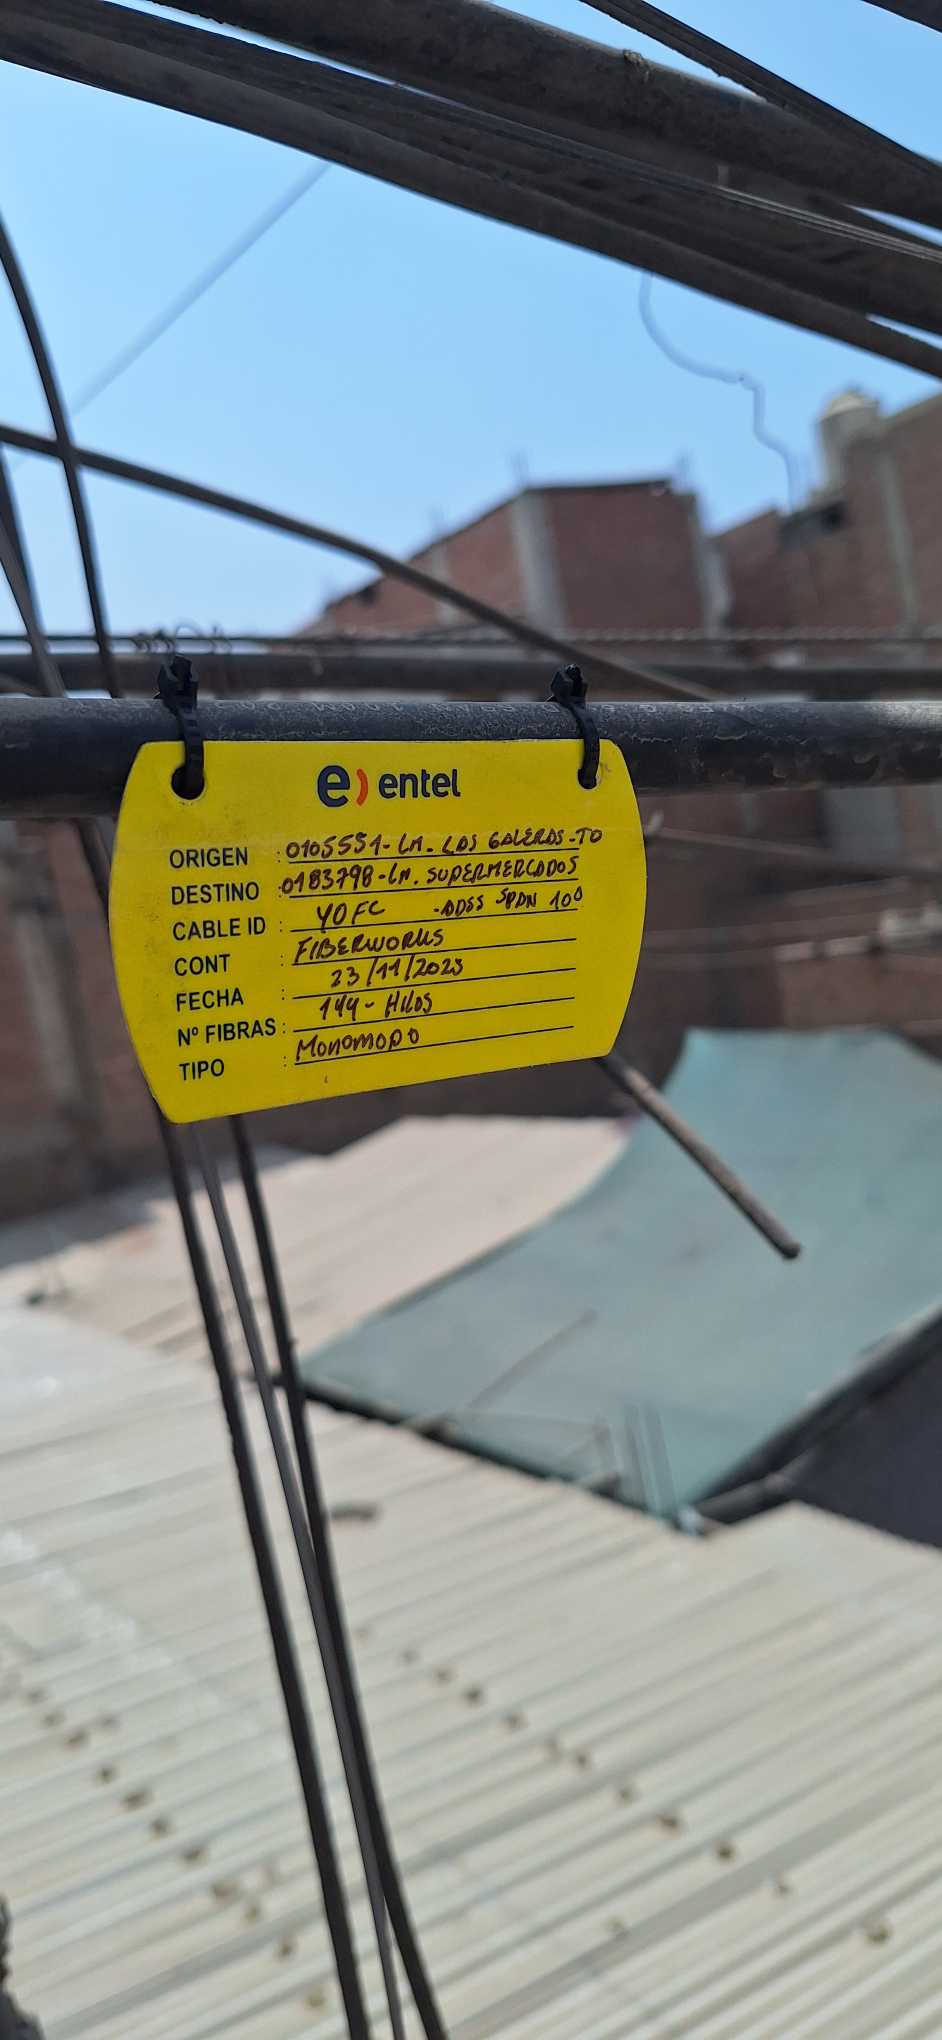 e) entel
ORIGEN : 0105551-LM. LOS GALEROS-TO
DESTINO : 0183798-LM. SUPERMERCADOS
CABLE ID : YOFC -ADSS SPAN 100
CONT : FIBERWORKS
FECHA : 23/11/2023
Nº FIBRAS : 144- HILOS
TIPO : MONOMODO